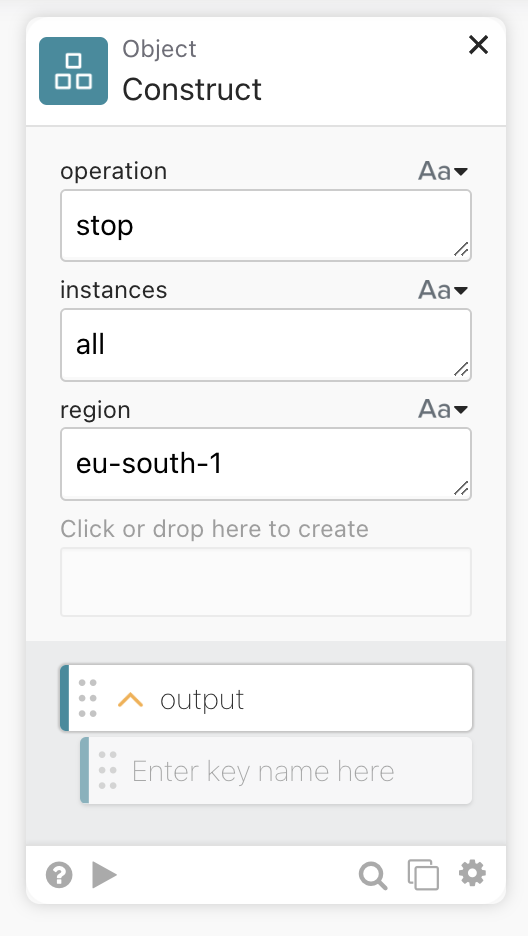 Object
Construct
operation
Aa
stop
instances
Aa
all
region
Aa
eu-south-1
Click or drop here to create
output
Enter key name here
?